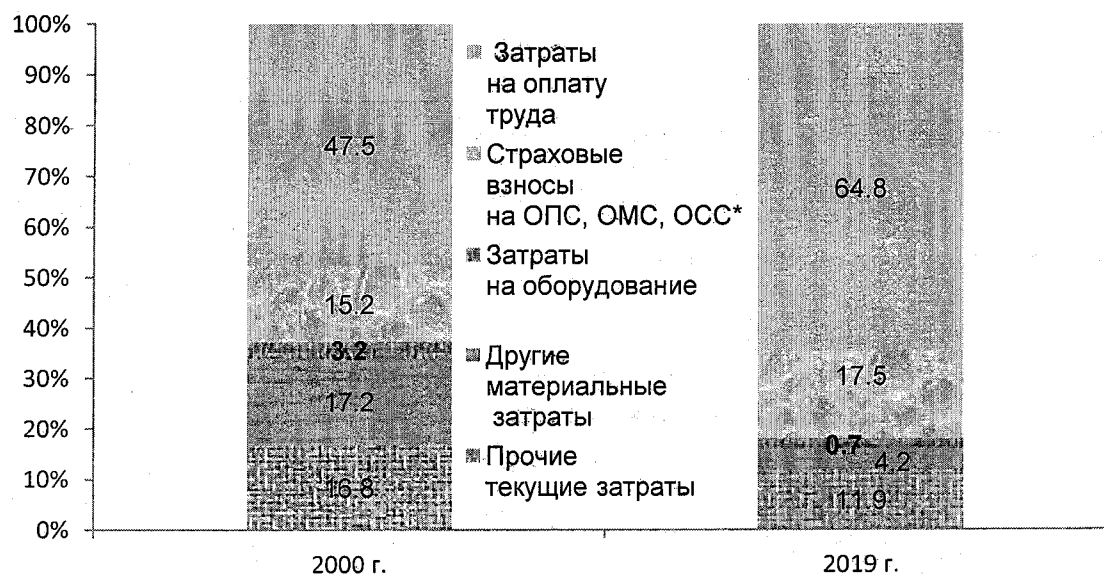 100%
90%
80%
70%
60%
50%
40%
30%
20%
10%
0%
47.5
15.2
3.2
17.2
16.8
Затраты
на оплату
труда
Страховые
взносы
на ОПС, ОМС, ОСС*
Затраты
на оборудование
Другие
материальные
затраты
Прочие
текущие затраты
64.8
17.5
0.7
4.2
11.9
2000 г.
2019 г.